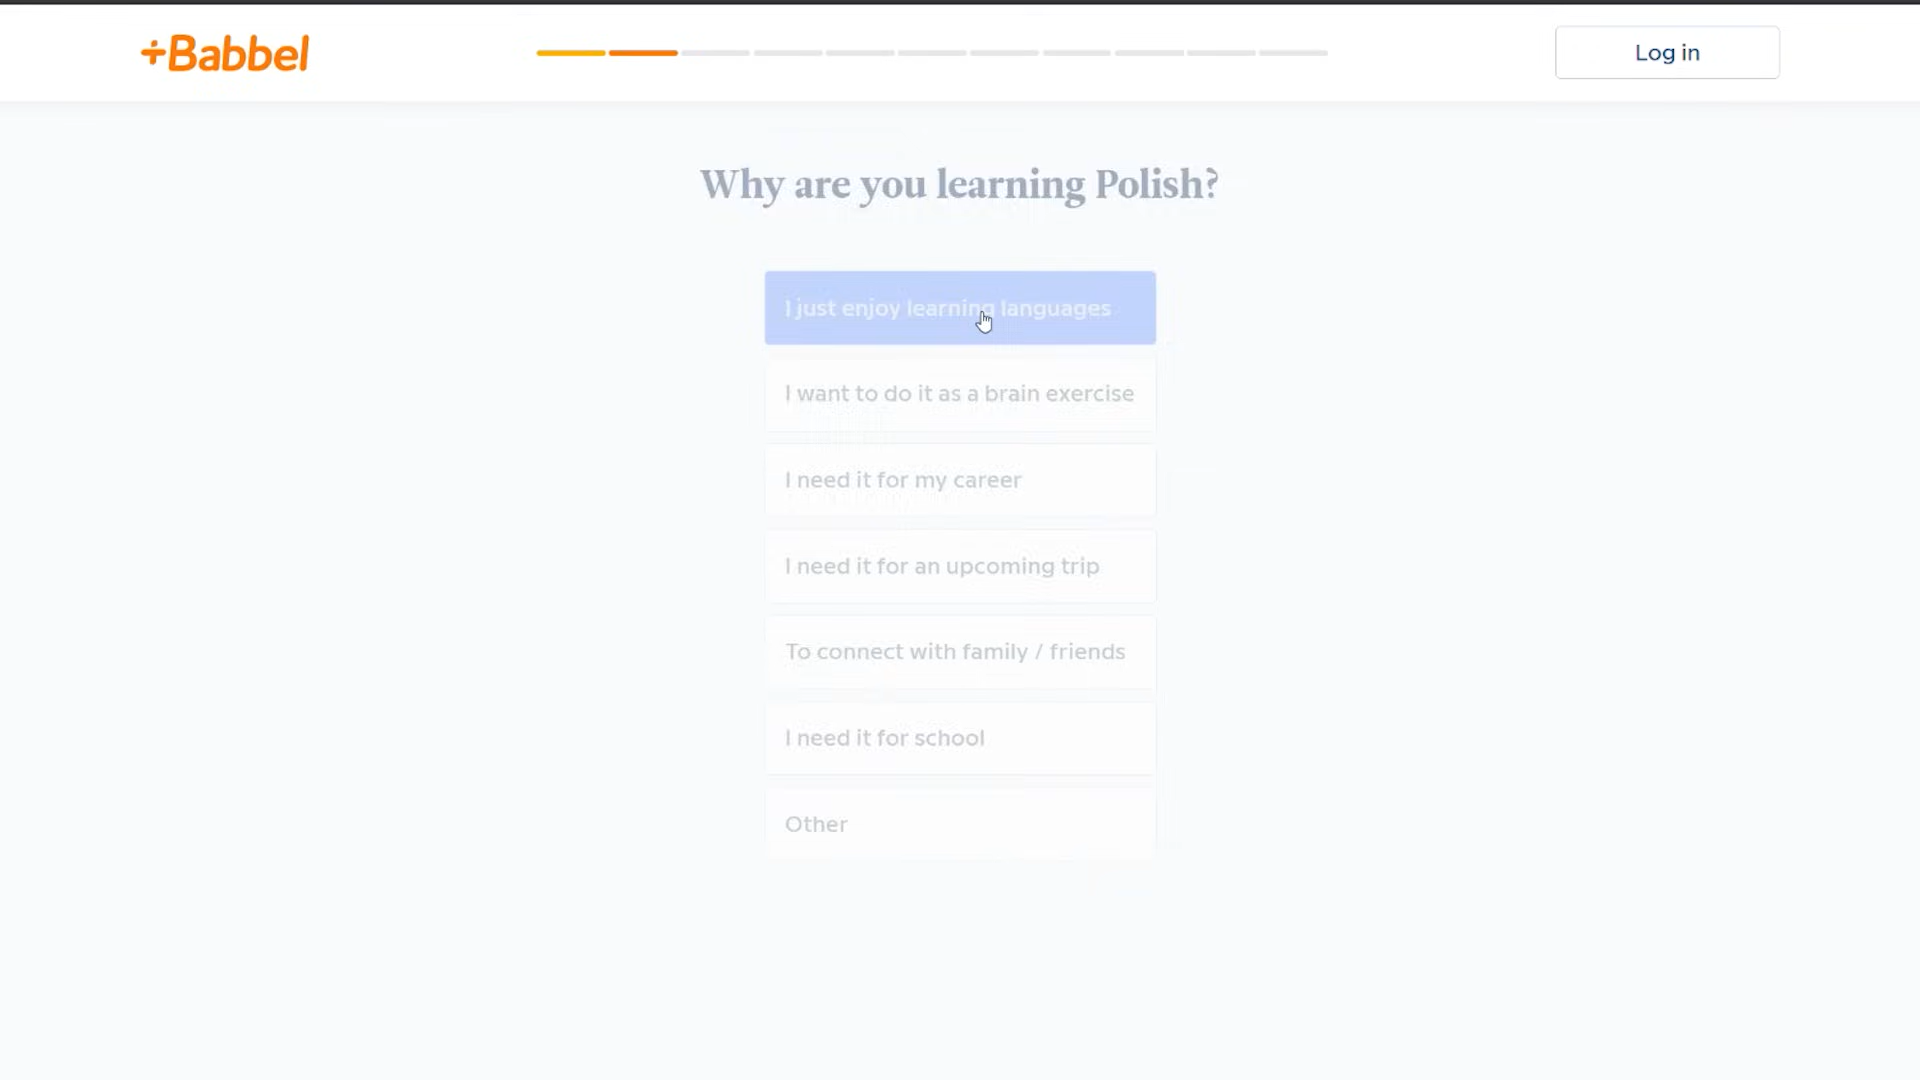 +Babbel
Log in
Why are you learning Polish?
I just enjoy learning languages
I want to do it as a brain exercise
I need it for my career
I need it for an upcoming trip
To connect with family / friends
I need it for school
Other